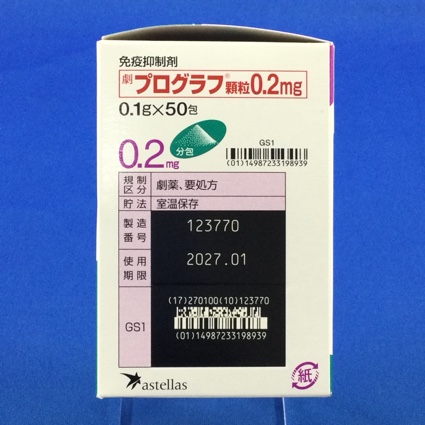 免疫抑制剤
劇 プログラフ® 顆粒0.2mg
0.1g×50包
0.2mg
分包
GS1
(01)14987233198939
規制区分 劇薬、要処方
貯法 室温保存
製造番号 123770
使用期限 2027.01
GS1
(17)270100(10)123770
(01)14987233198939
astellas
紙